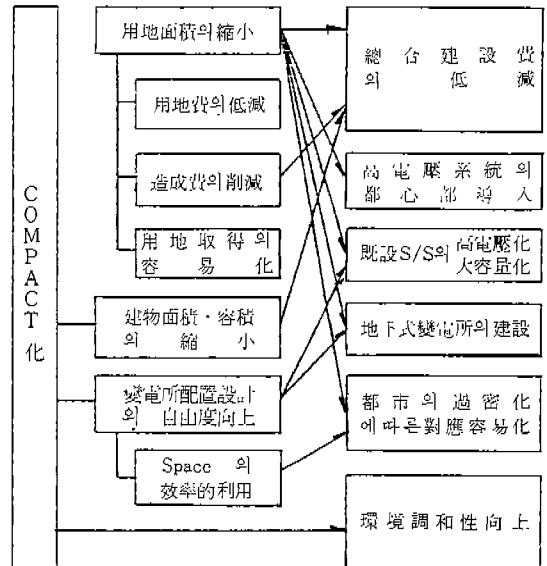 COMPACT化
用地面積의縮小
用地費의低減
造成費의削減
用地取得의
容易化
建物面積·容積
의 縮小
變電所配置設計
의 自由度向上
Space 의
效率的利用
總合建設費
의 低減
高電壓系統의
都心部導入
既設S/S의 高電壓化
大容量化
地下式變電所의建設
都市의過密化
에따른對應容易化
環境調和性向上